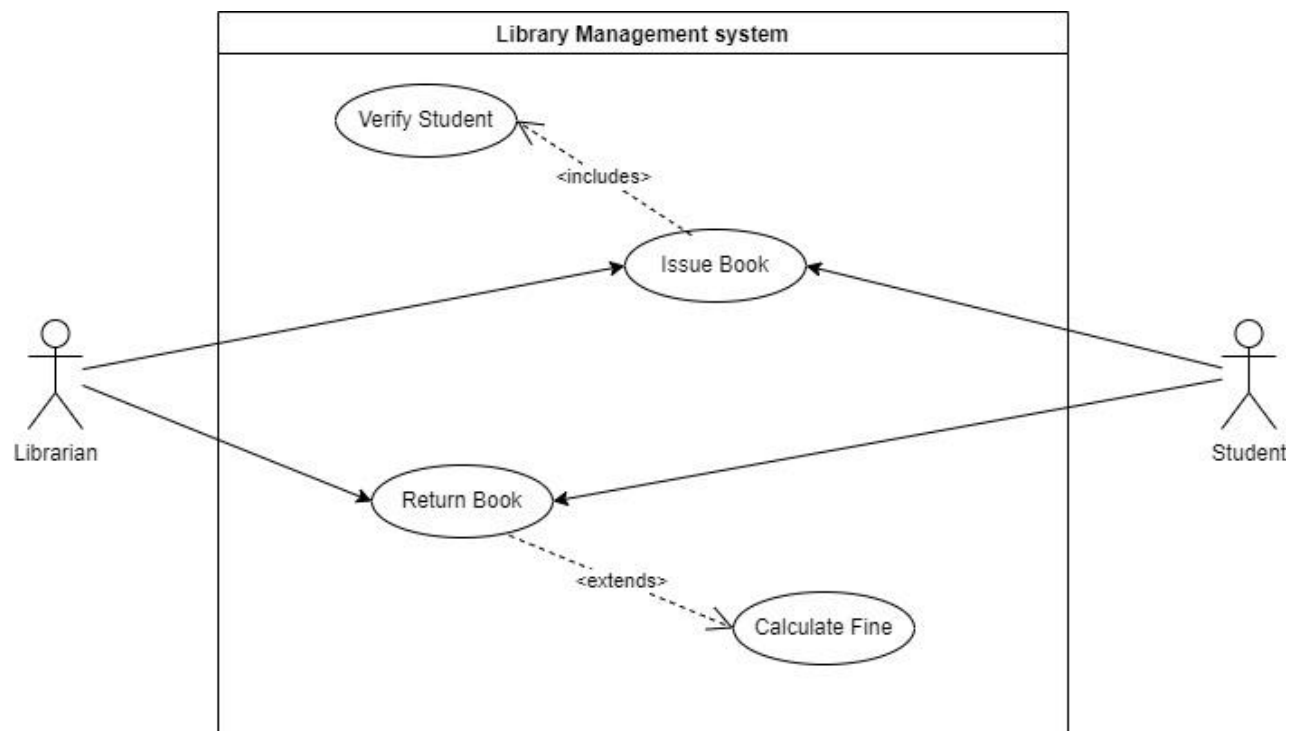 Library Management system
Verify Student
<includes>
Issue Book
Librarian
Student
Return Book
<extends>
Calculate Fine